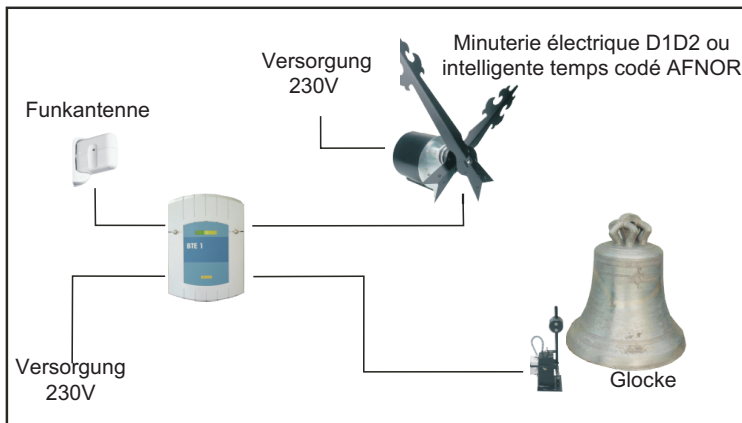 Versorgung
230V
Minuterie électrique D1D2 ou
intelligente temps codé AFNOR
Funkantenne
BTE 1
Versorgung
230V
Glocke